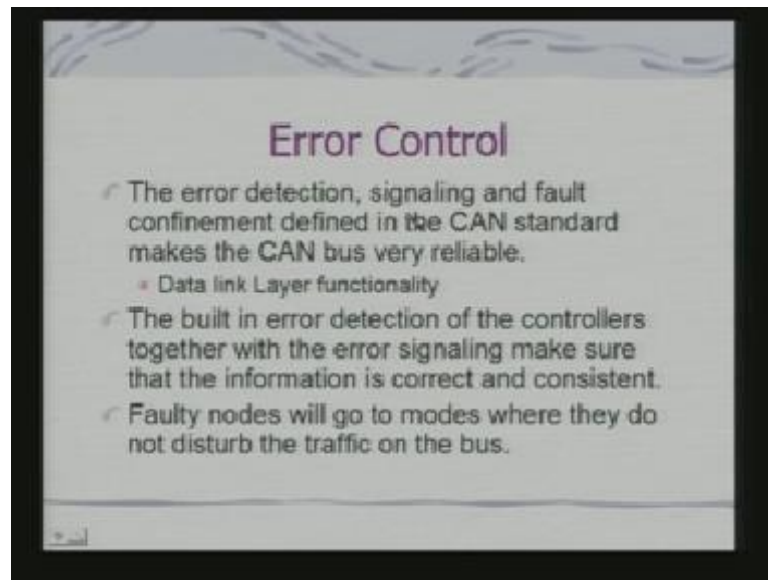 Error Control
The error detection, signaling and fault
confinement defined in the CAN standard
makes the CAN bus very reliable.
Data link Layer functionality
The built in error detection of the controllers
together with the error signaling make sure
that the information is correct and consistent.
Faulty nodes will go to modes where they do
not disturb the traffic on the bus.